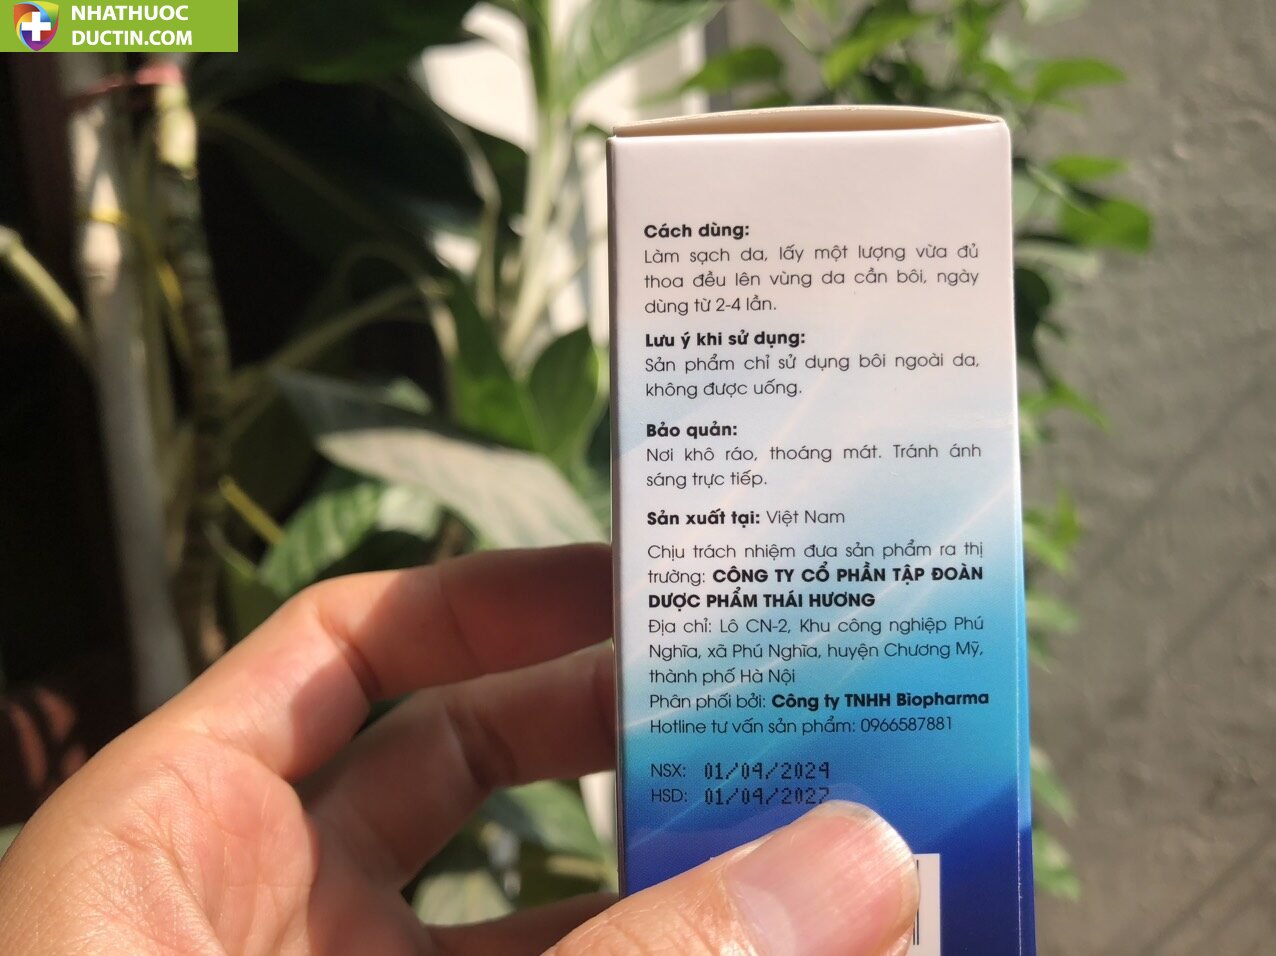 NHATHUOC
DUCTIN.COM
Cách dùng:
Làm sạch da, lấy một lượng vừa đủ
thoa đều lên vùng da cần bôi, ngày
dùng từ 2-4 lần.
Lưu ý khi sử dụng:
Sản phẩm chỉ sử dụng bôi ngoài da,
không được uống.
Bảo quản:
Nơi khô ráo, thoáng mát. Tránh ánh
sáng trực tiếp.
Sản xuất tại: Việt Nam
Chịu trách nhiệm đưa sản phẩm ra thị
trường: CÔNG TY CỔ PHẦN TẬP ĐOÀN
DƯỢC PHẨM THÁI HƯƠNG
Địa chỉ: Lô CN-2, Khu công nghiệp Phú
Nghĩa, xã Phú Nghĩa, huyện Chương Mỹ,
thành phố Hà Nội
Phân phối bởi: Công ty TNHH Biopharma
Hotline tư vấn sản phẩm: 0966587881
NSX: 01/04/2024
HSD: 01/04/2027